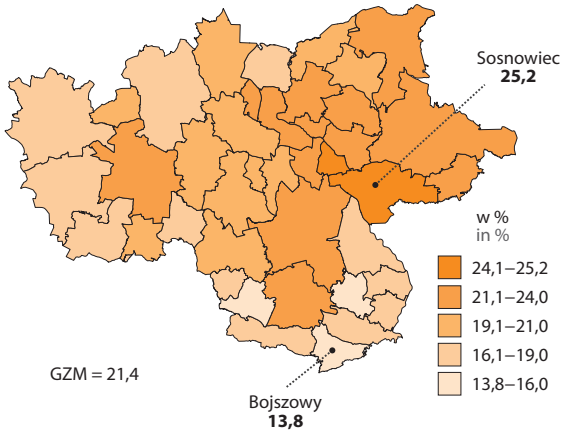 Sosnowiec
25,2
w %
in %
24,1–25,2
21,1–24,0
19,1–21,0
16,1–19,0
13,8–16,0
GZM = 21,4
Bojszowy
13,8